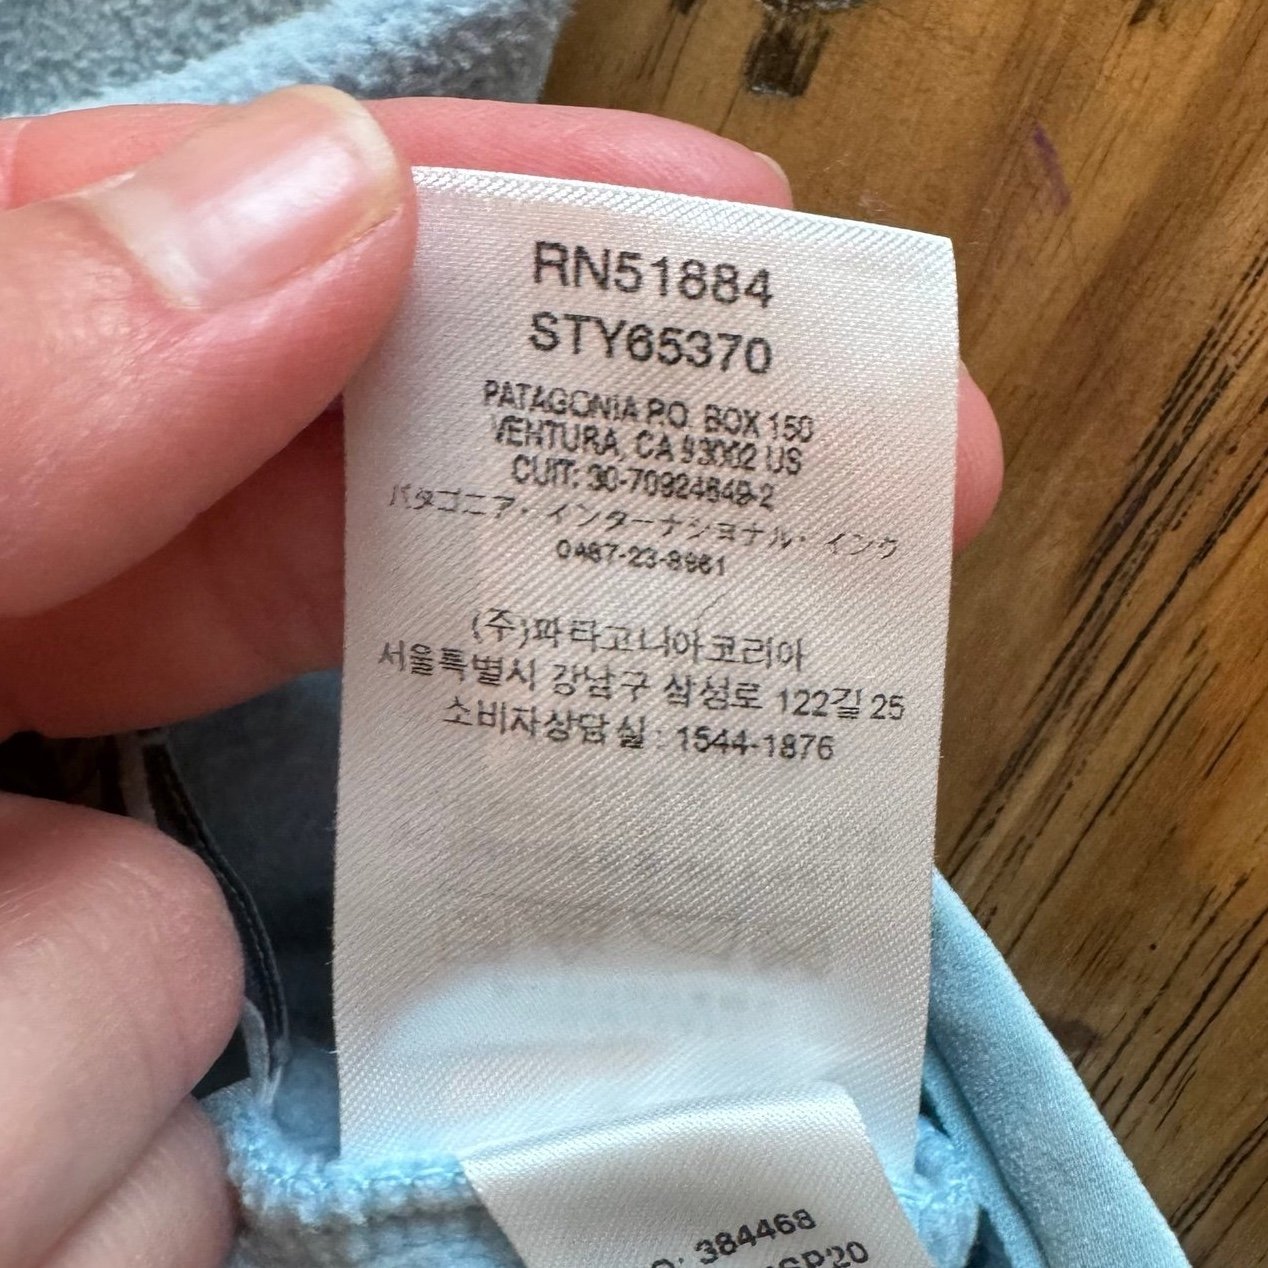 RN51884
STY65370
PATAGONIA P.O. BOX 150
VENTURA, CA 93002 US
CUIT: 30-70924849-2
パタゴニア・インターナショナル・インク
0467-23-8961
(주)파타고니아코리아
서울특별시 강남구 삼성로 122길 25
소비자상담실 : 1544-1876
384468
SP20